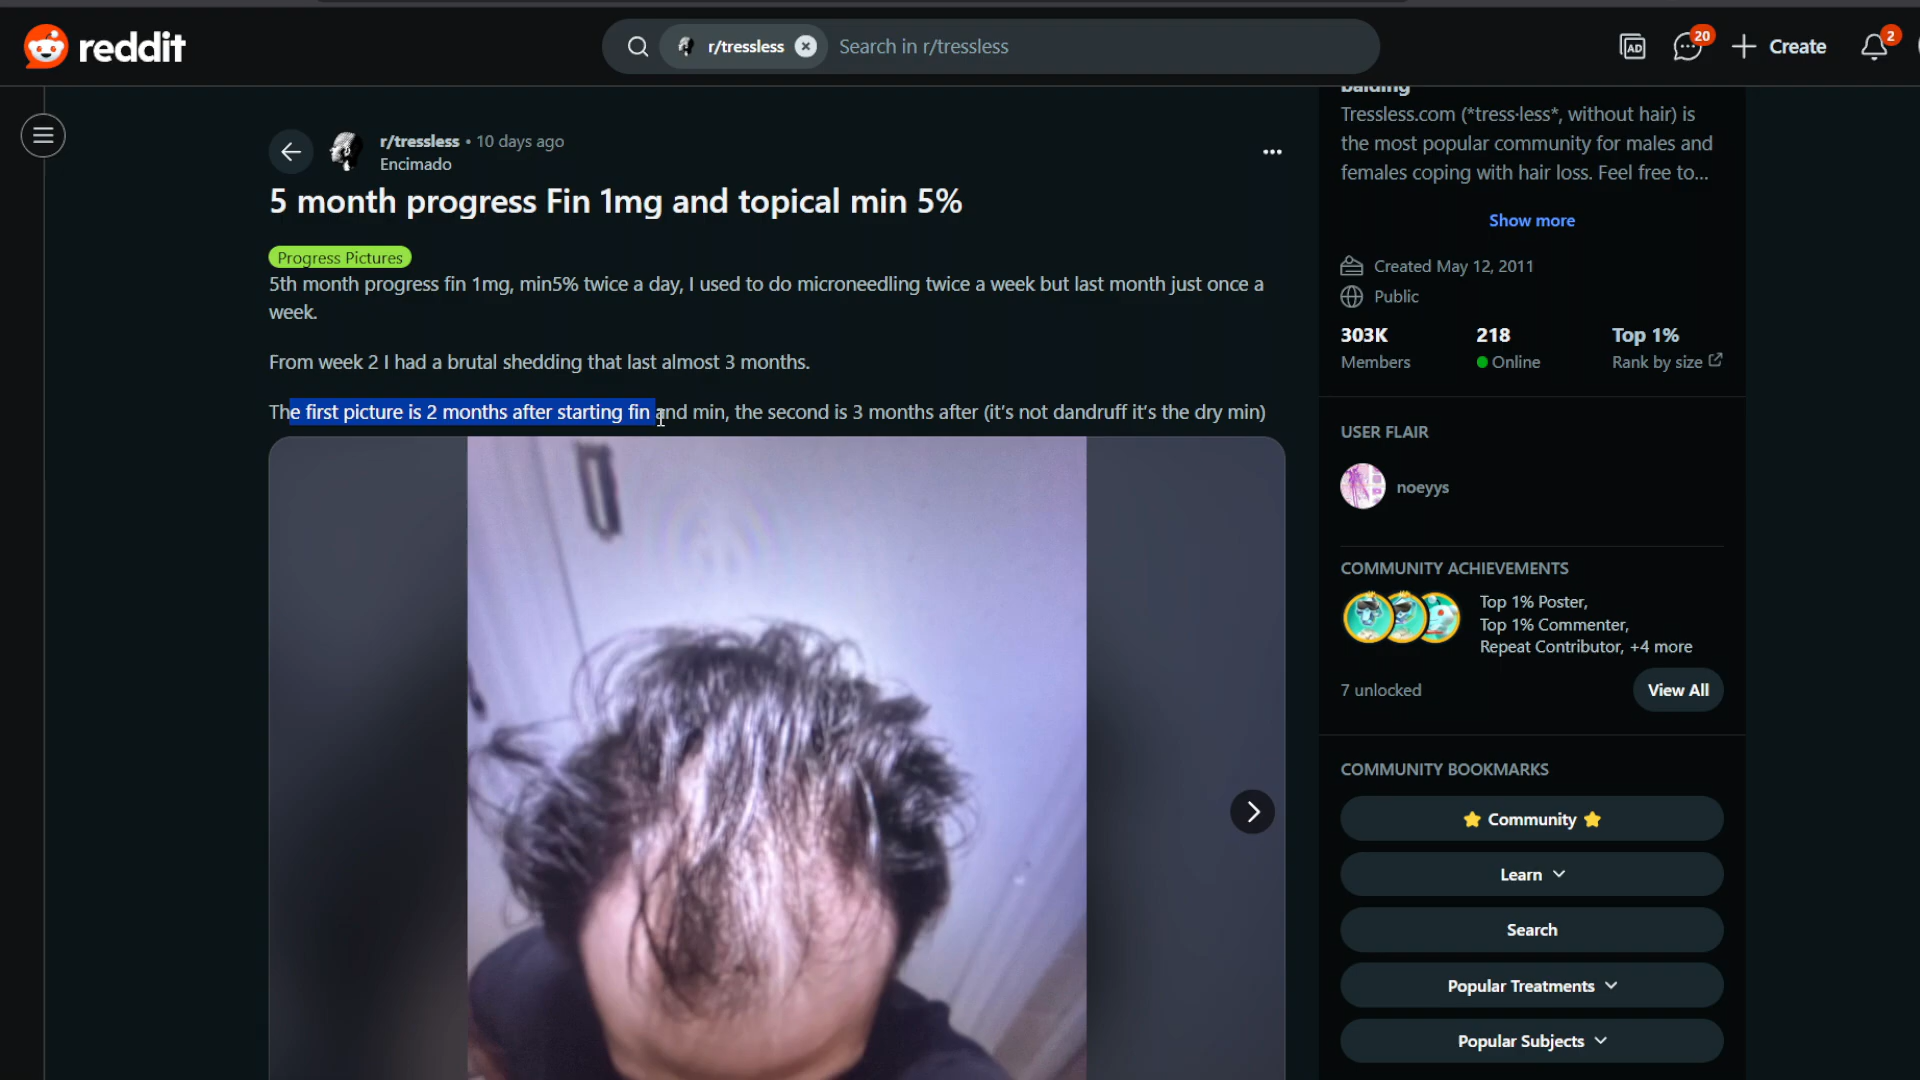 reddit
r/tressless
Search in r/tressless
AD
20
Create
2
r/tressless • 10 days ago
Encimado
5 month progress Fin 1mg and topical min 5%
Progress Pictures
5th month progress fin 1mg, min5% twice a day, I used to do microneedling twice a week but last month just once a
week.
From week 2 I had a brutal shedding that last almost 3 months.
The first picture is 2 months after starting fin and min, the second is 3 months after (it's not dandruff it's the dry min)
balding
Tressless.com (*tress·less*, without hair) is
the most popular community for males and
females coping with hair loss. Feel free to...
Show more
Created May 12, 2011
Public
303K 218 Top 1%
Members Online Rank by size
USER FLAIR
noeyys
COMMUNITY ACHIEVEMENTS
Top 1% Poster,
Top 1% Commenter,
Repeat Contributor, +4 more
7 unlocked View All
COMMUNITY BOOKMARKS
Community
Learn
Search
Popular Treatments
Popular Subjects